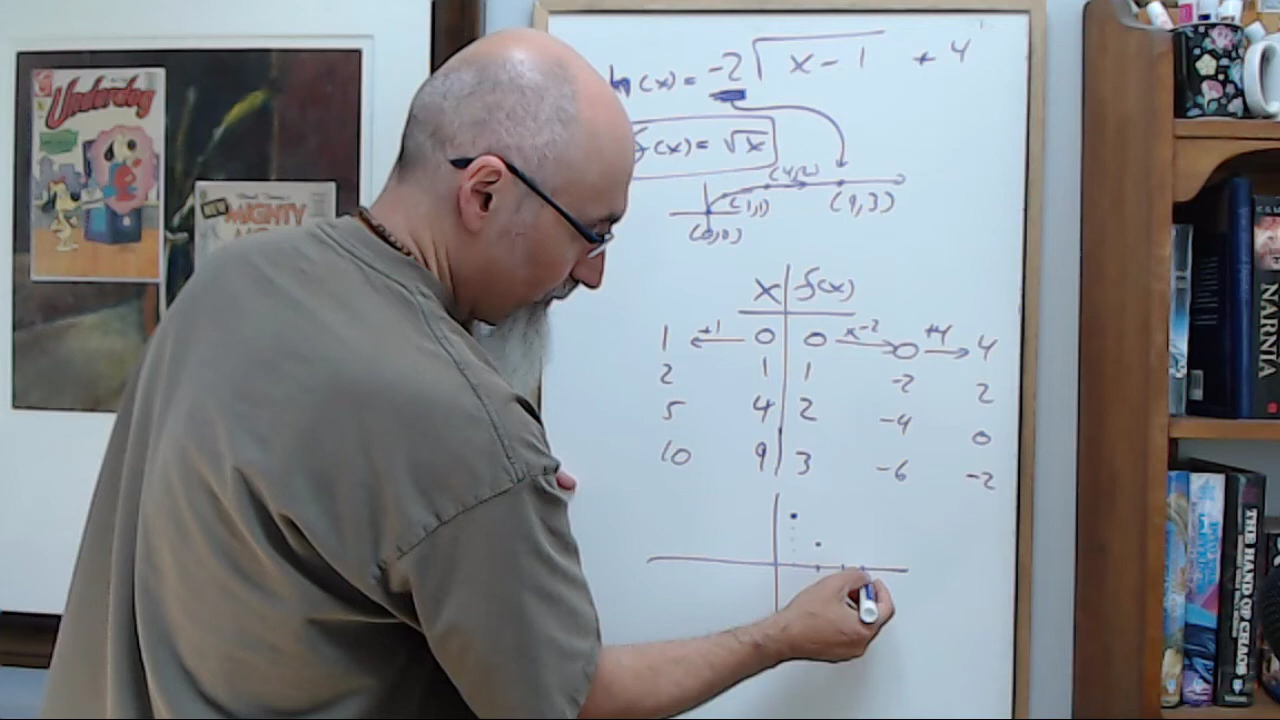 Underdog
NEW
MIGHTY
h(x) = -2√x-1 + 4
f(x) = √x
(4,2)
(1,1)
(9,3)
(0,0)
x f(x)
1 +1 0 0 x-2 0 +4 4
2 1 1 -2 2
5 4 2 -4 0
10 9 3 -6 -2
NARNIA
THE HAND OF CHAOS